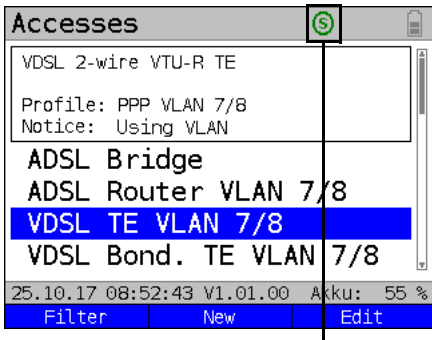 Accesses S
VDSL 2-wire VTU-R TE
Profile: PPP VLAN 7/8
Notice: Using VLAN
ADSL Bridge
ADSL Router VLAN 7/8
VDSL TE VLAN 7/8
VDSL Bond. TE VLAN 7/8
25.10.17 08:52:43 V1.01.00 Akku: 55 %
Filter New Edit